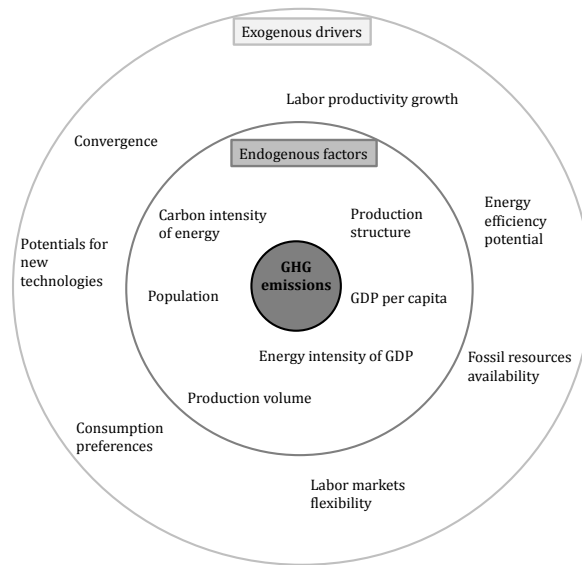 Exogenous drivers
Labor productivity growth
Convergence
Endogenous factors
Energy
efficiency
potential
Carbon intensity
of energy
Production
structure
Potentials for
new
technologies
GHG
emissions
Population
GDP per capita
Energy intensity of GDP
Fossil resources
availability
Production volume
Consumption
preferences
Labor markets
flexibility